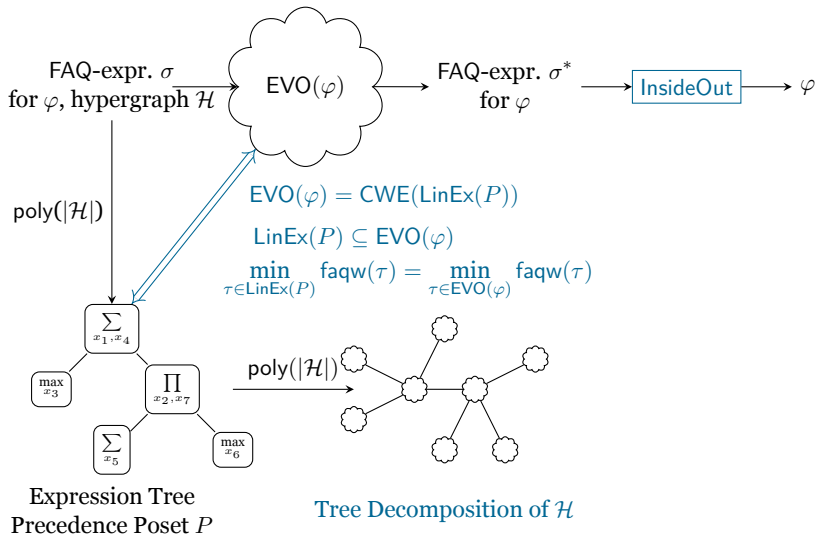 FAQ-expr. σ
for φ, hypergraph ℋ
EVO(φ)
FAQ-expr. σ*
for φ
InsideOut
φ
poly(|ℋ|)
EVO(φ) = CWE(LinEx(P))
LinEx(P) ⊆ EVO(φ)
min faqw(τ) = min faqw(τ)
τ∈LinEx(P) τ∈EVO(φ)
∑
x₁,x₄
max
x₃
∏
x₂,x₇
∑
x₅
max
x₆
poly(|ℋ|)
Expression Tree
Precedence Poset P
Tree Decomposition of ℋ